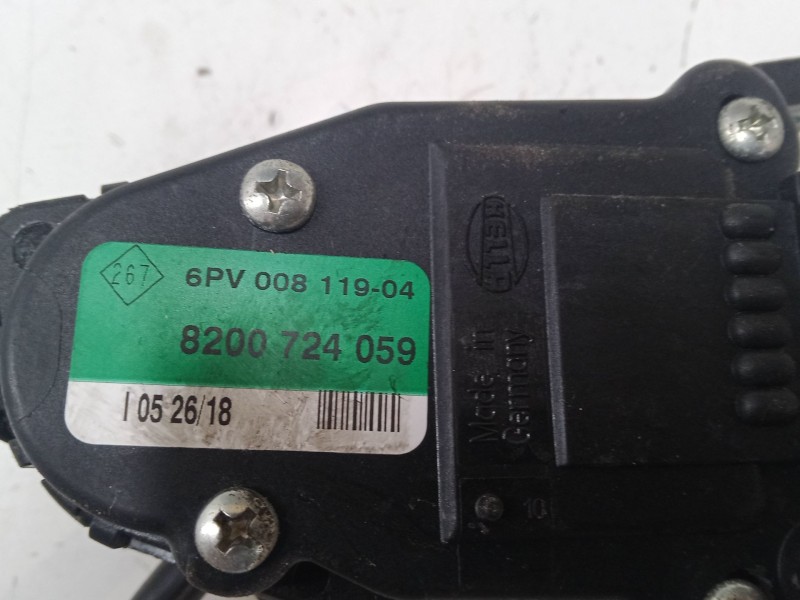 267
6PV 008 119-04
8200 724 059
I 05 26/18
HELLA
Made in
Germany
10